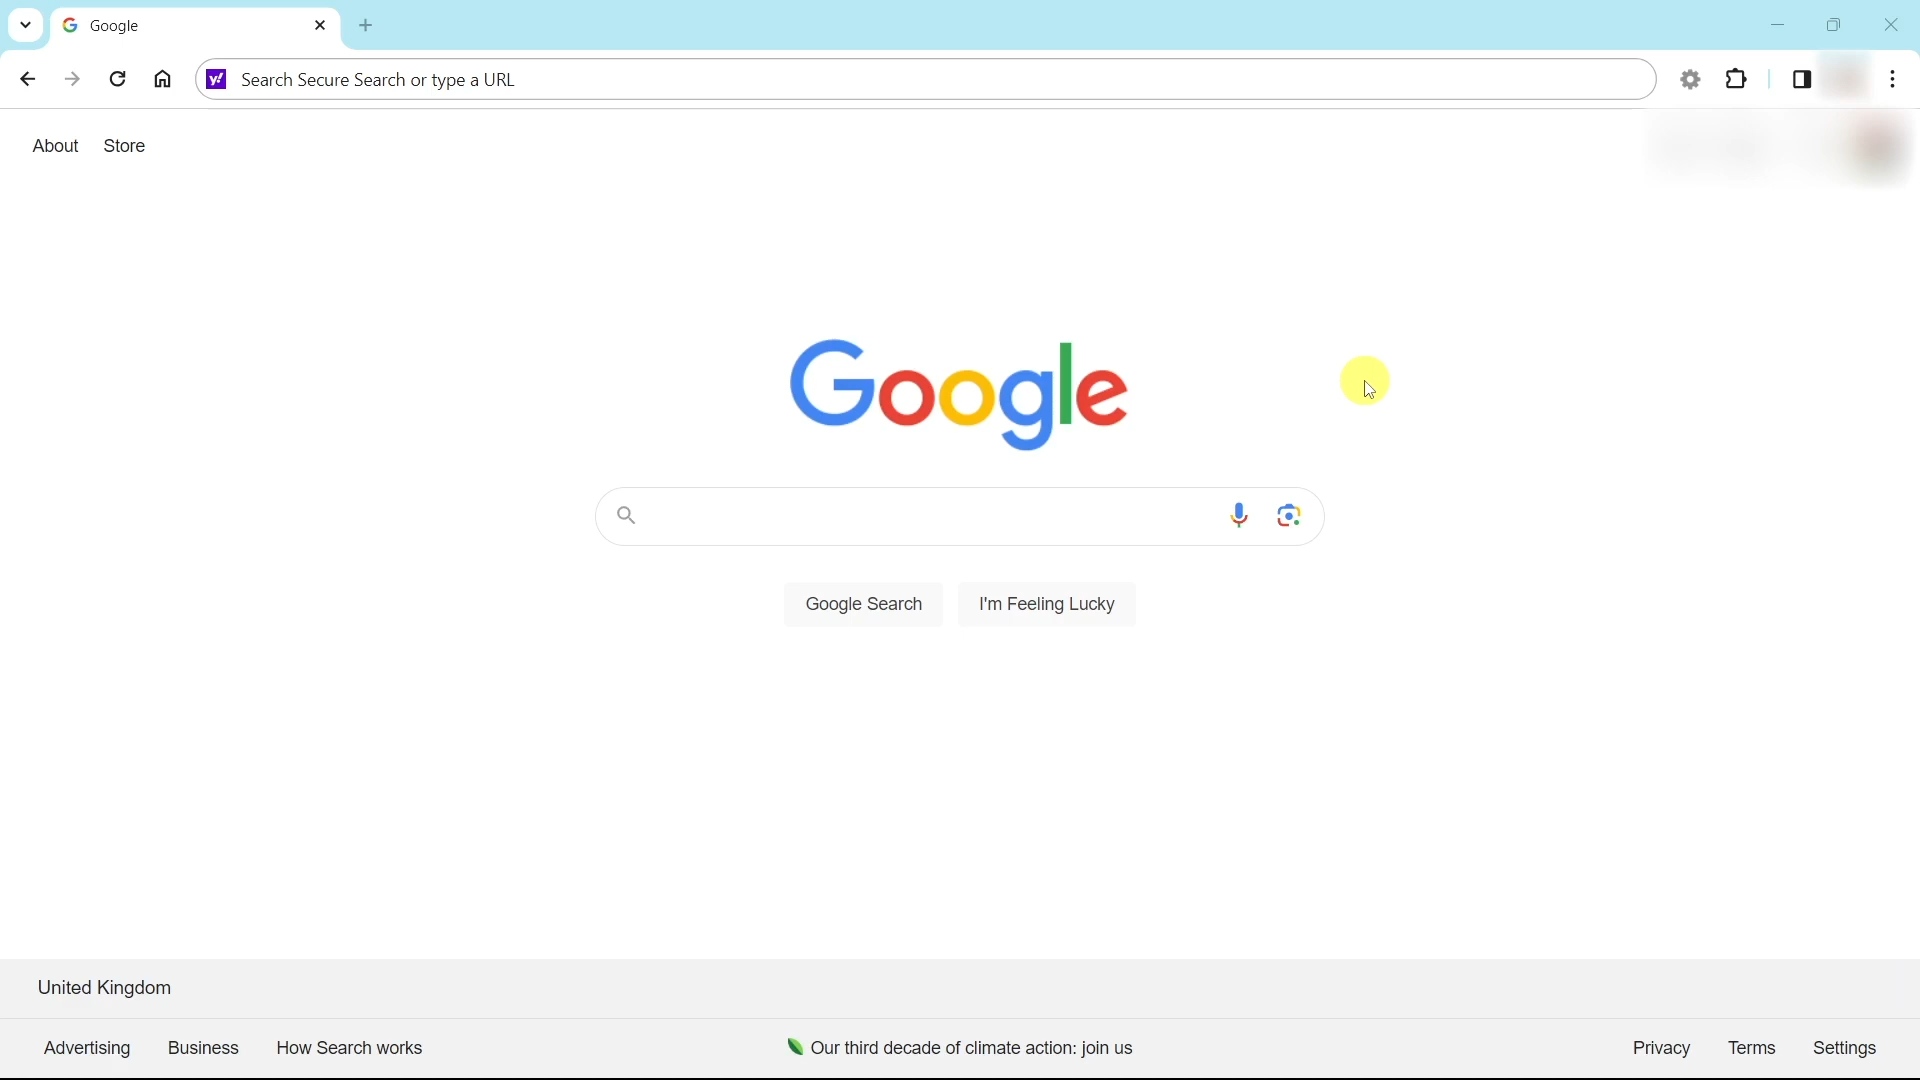 Google
y! Search Secure Search or type a URL
About Store
Google
Google Search I'm Feeling Lucky
United Kingdom
Advertising Business How Search works Our third decade of climate action: join us Privacy Terms Settings